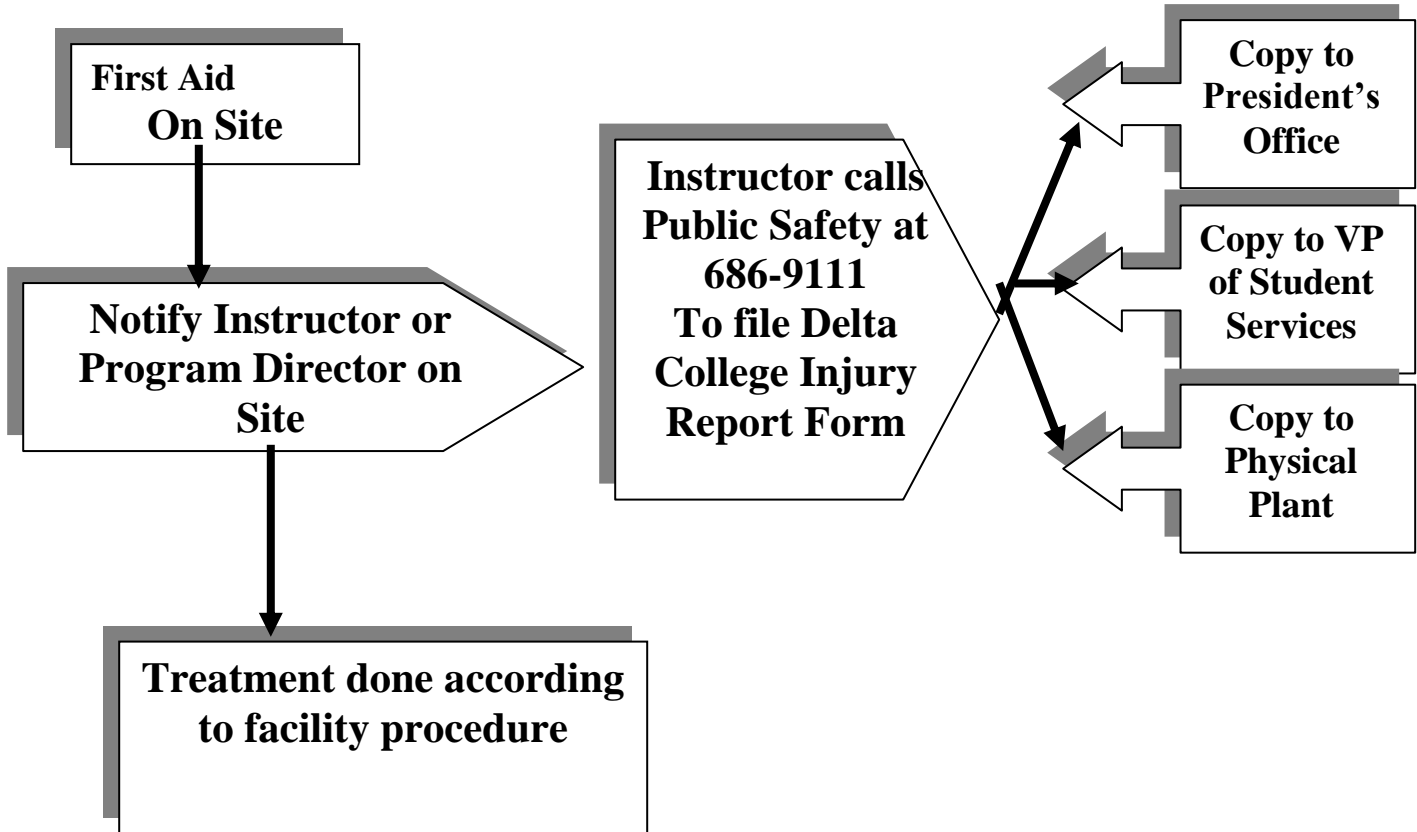 First Aid
On Site
Notify Instructor or
Program Director on
Site
Treatment done according
to facility procedure
Instructor calls
Public Safety at
686-9111
To file Delta
College Injury
Report Form
Copy to
President’s
Office
Copy to VP
of Student
Services
Copy to
Physical
Plant